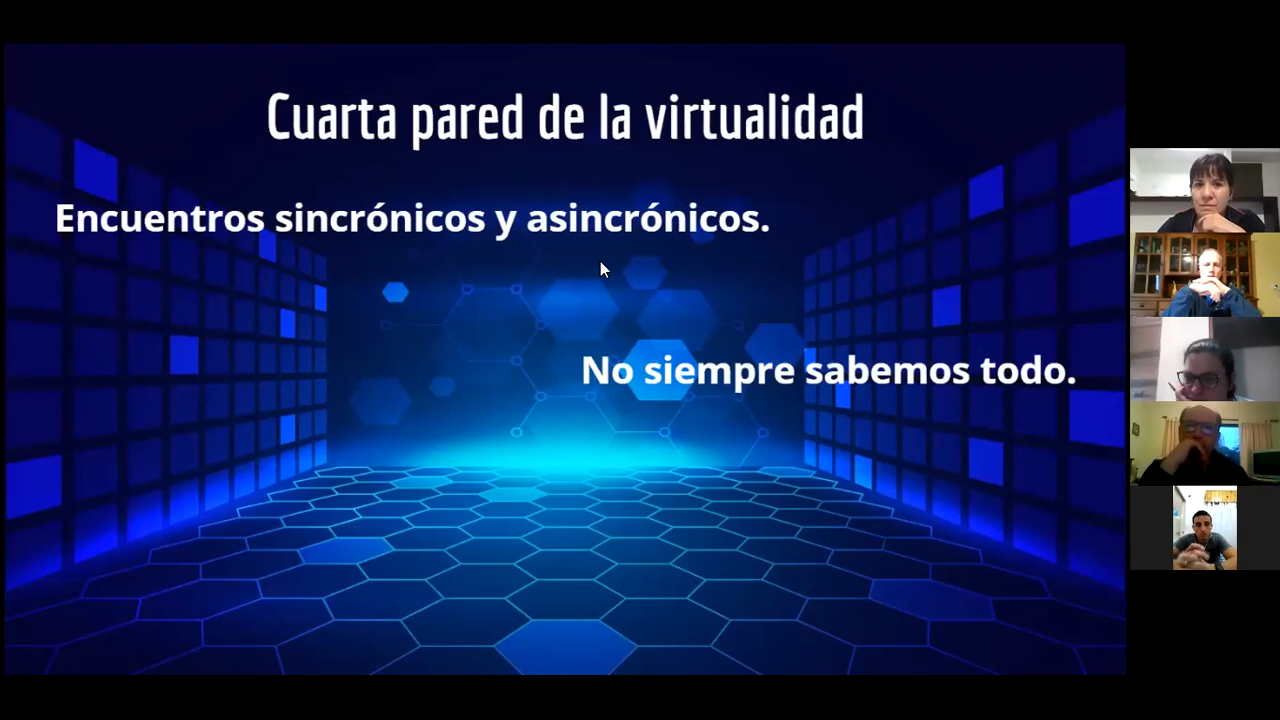 Cuarta pared de la virtualidad
Encuentros sincrónicos y asincrónicos.
No siempre sabemos todo.